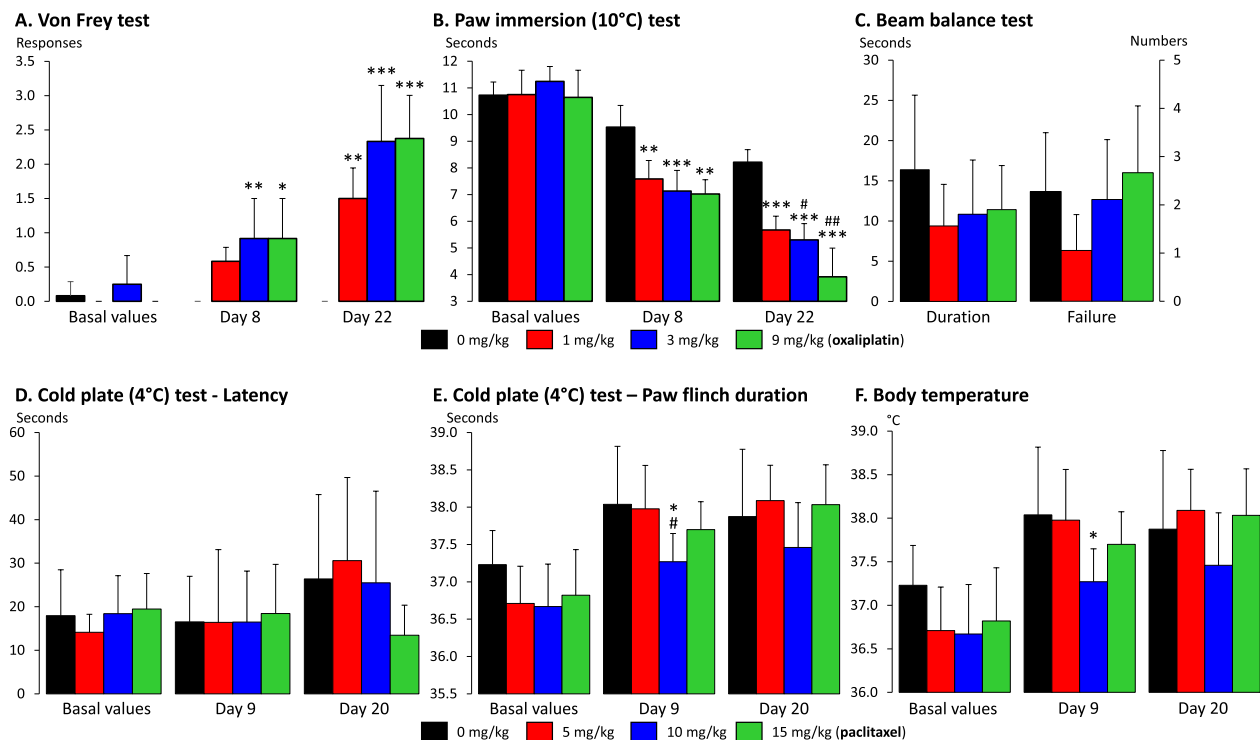 A. Von Frey test
Responses
3.5
3.0
2.5
2.0
1.5
1.0
0.5
0.0
** *
** *** ***
Basal values Day 8 Day 22
B. Paw immersion (10°C) test
Seconds
12
11
10
9
8
7
6
5
4
3
** *** **
# ##
*** *** ***
Basal values Day 8 Day 22
C. Beam balance test
Seconds Numbers
30
25
20
15
10
5
0
5
4
3
2
1
0
Duration Failure
0 mg/kg 1 mg/kg 3 mg/kg 9 mg/kg (oxaliplatin)
D. Cold plate (4°C) test - Latency
Seconds
60
50
40
30
20
10
0
Basal values Day 9 Day 20
E. Cold plate (4°C) test – Paw flinch duration
Seconds
39.0
38.5
38.0
37.5
37.0
36.5
36.0
35.5
*
#
Basal values Day 9 Day 20
F. Body temperature
°C
39.0
38.5
38.0
37.5
37.0
36.5
36.0
*
Basal values Day 9 Day 20
0 mg/kg 5 mg/kg 10 mg/kg 15 mg/kg (paclitaxel)